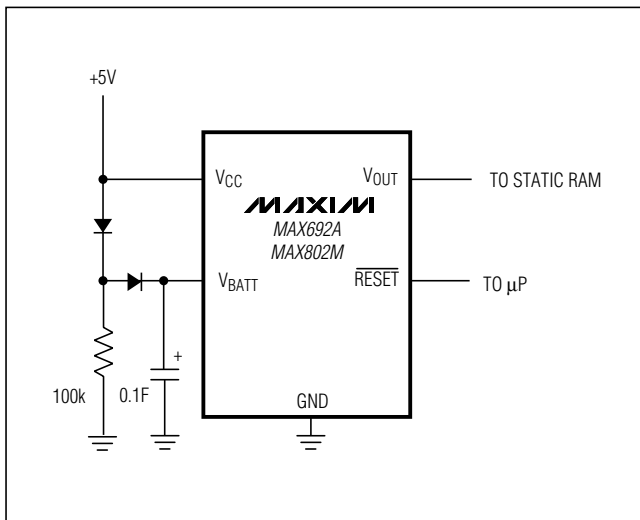 +5V
VCC
VOUT
TO STATIC RAM
MAXIM
MAX692A
MAX802M
VBATT
RESET
TO μP
+
100k
0.1F
GND